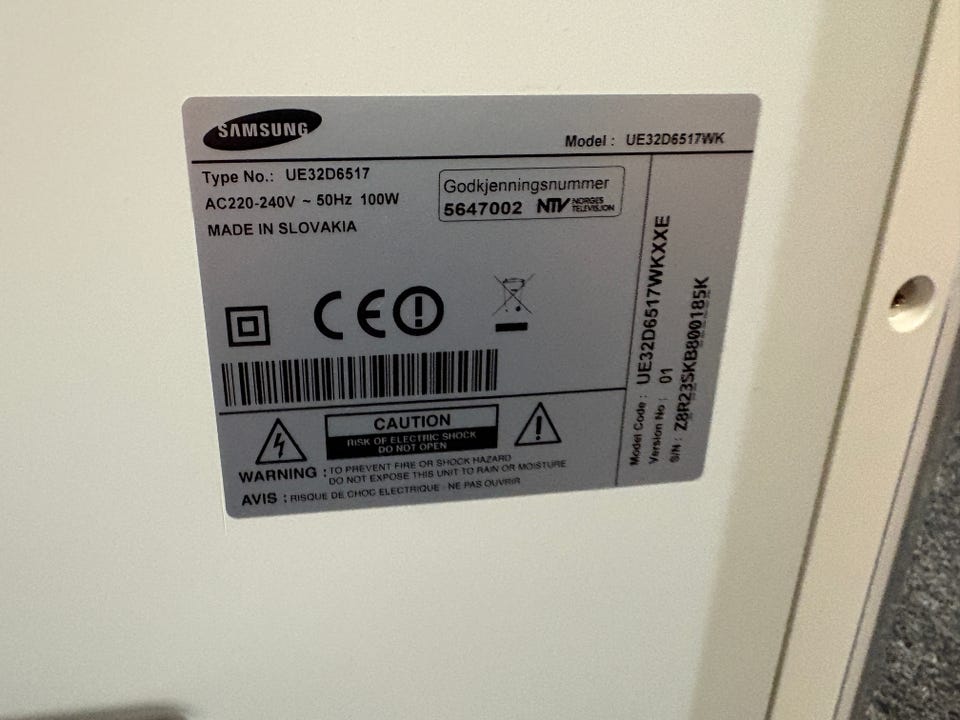 SAMSUNG
Model : UE32D6517WK
Type No.: UE32D6517
AC220-240V ~ 50Hz 100W
MADE IN SLOVAKIA
Godkjenningsnummer
5647002 NTV NORGES TELEVISJON
CE
CAUTION
RISK OF ELECTRIC SHOCK
DO NOT OPEN
WARNING : TO PREVENT FIRE OR SHOCK HAZARD
DO NOT EXPOSE THIS UNIT TO RAIN OR MOISTURE
AVIS : RISQUE DE CHOC ELECTRIQUE - NE PAS OUVRIR
Model Code : UE32D6517WKXXE
Version No : 01
S/N : Z8R23SKB800185K